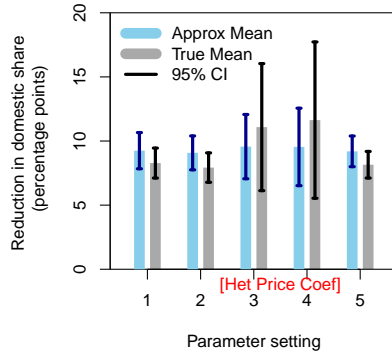 Approx Mean
True Mean
95% CI
Reduction in domestic share
(percentage points)
20
15
10
5
0
[Het Price Coef]
1 2 3 4 5
Parameter setting